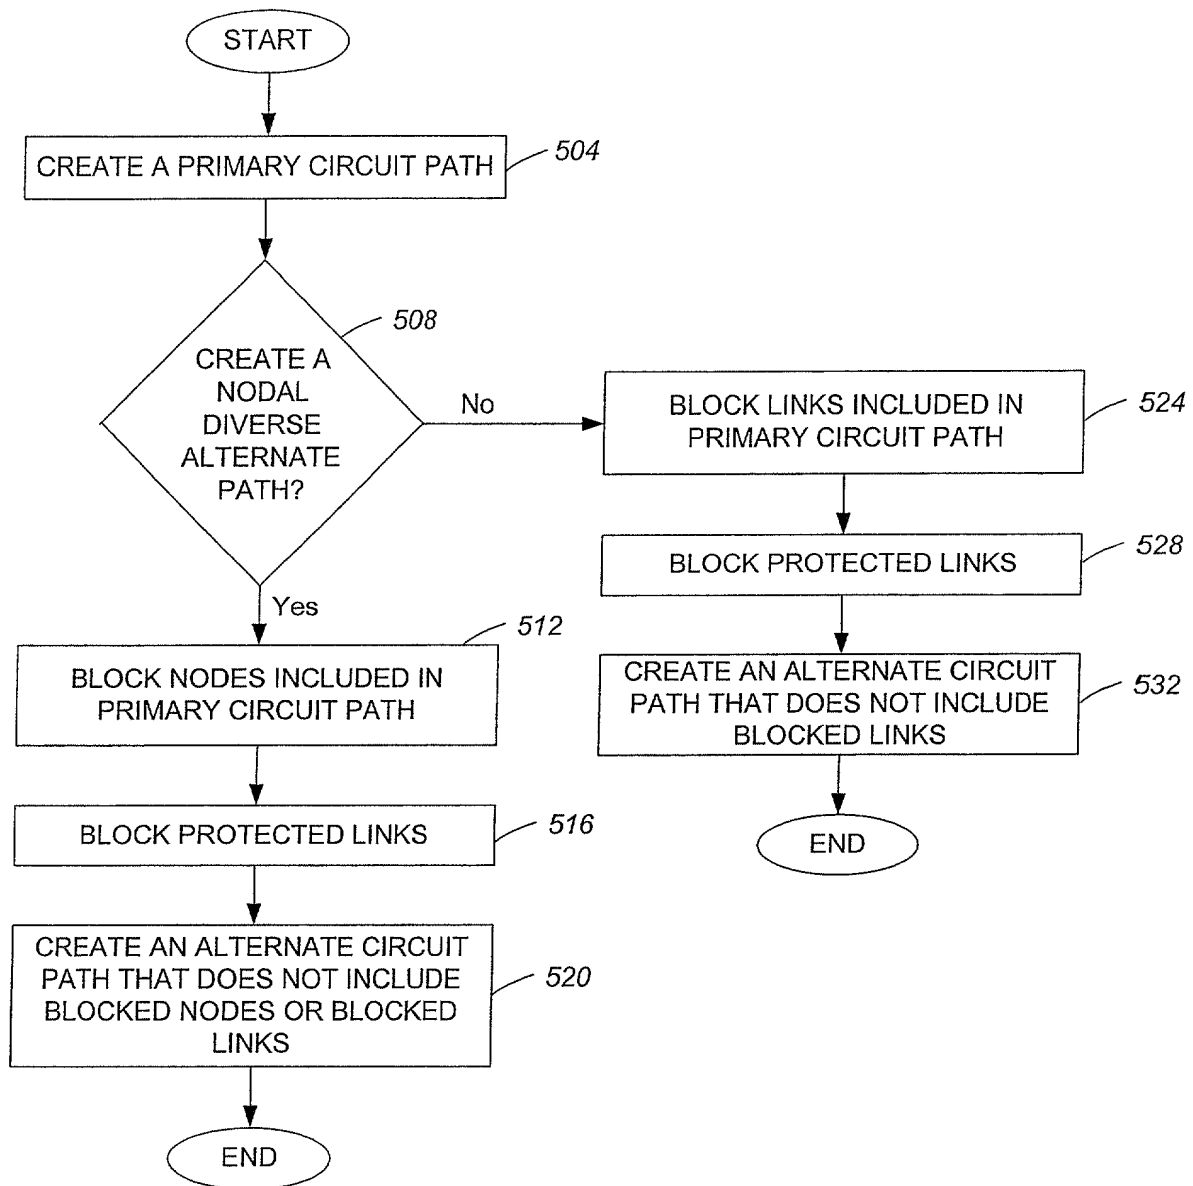 START
CREATE A PRIMARY CIRCUIT PATH
504
508
CREATE A
NODAL
DIVERSE
ALTERNATE
PATH?
No
Yes
512
BLOCK NODES INCLUDED IN
PRIMARY CIRCUIT PATH
BLOCK PROTECTED LINKS
516
CREATE AN ALTERNATE CIRCUIT
PATH THAT DOES NOT INCLUDE
BLOCKED NODES OR BLOCKED
LINKS
520
END
BLOCK LINKS INCLUDED IN
PRIMARY CIRCUIT PATH
524
BLOCK PROTECTED LINKS
528
CREATE AN ALTERNATE CIRCUIT
PATH THAT DOES NOT INCLUDE
BLOCKED LINKS
532
END